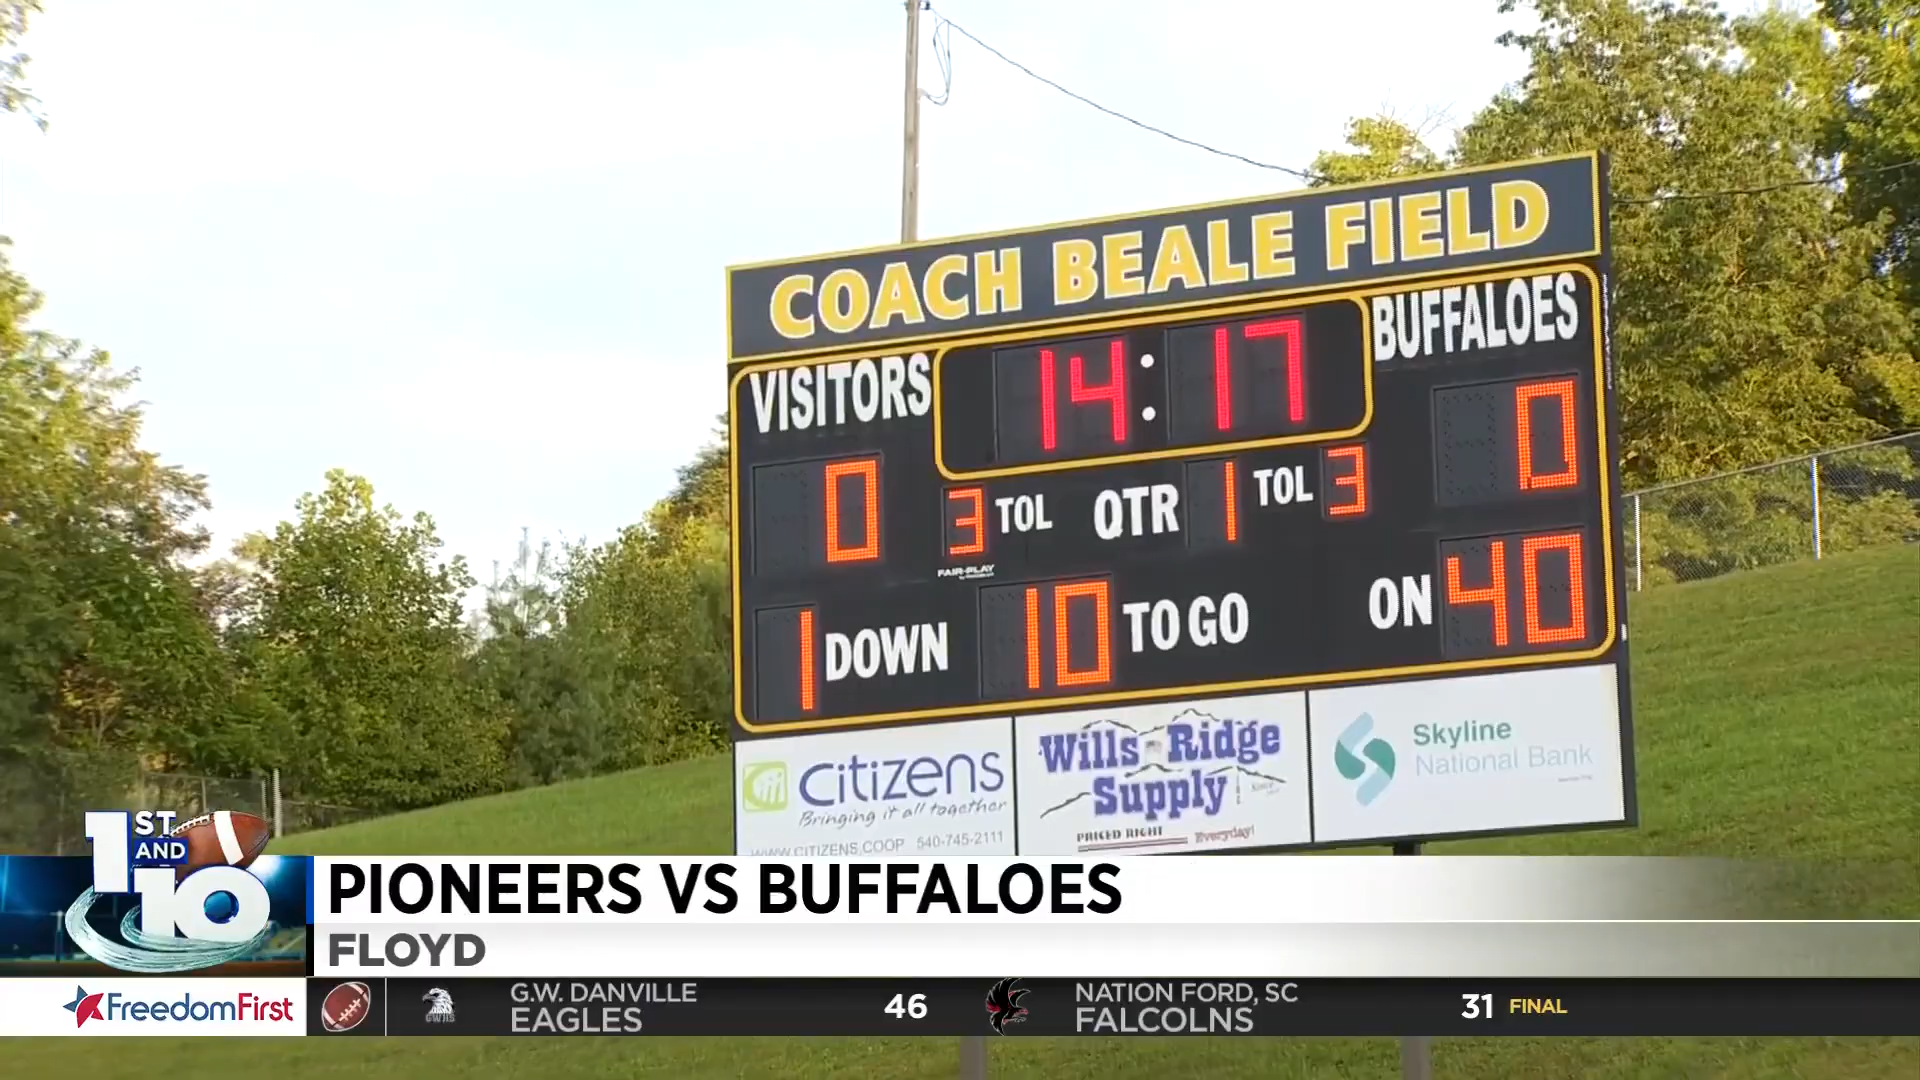 COACH BEALE FIELD
VISITORS
14:17
BUFFALOES
0
3 TOL
QTR 1
TOL 3
0
FAIR-PLAY
1 DOWN
10 TO GO
ON 40
Citizens
Bringing it all together
WWW.CITIZENS.COOP 540-745-2111
Wills Ridge
Supply
Since
PRICED RIGHT Everyday!
Skyline
National Bank
1ST AND 10
PIONEERS VS BUFFALOES
FLOYD
FreedomFirst
GWHS
G.W. DANVILLE
EAGLES
46
NATION FORD, SC
FALCOLNS
31 FINAL